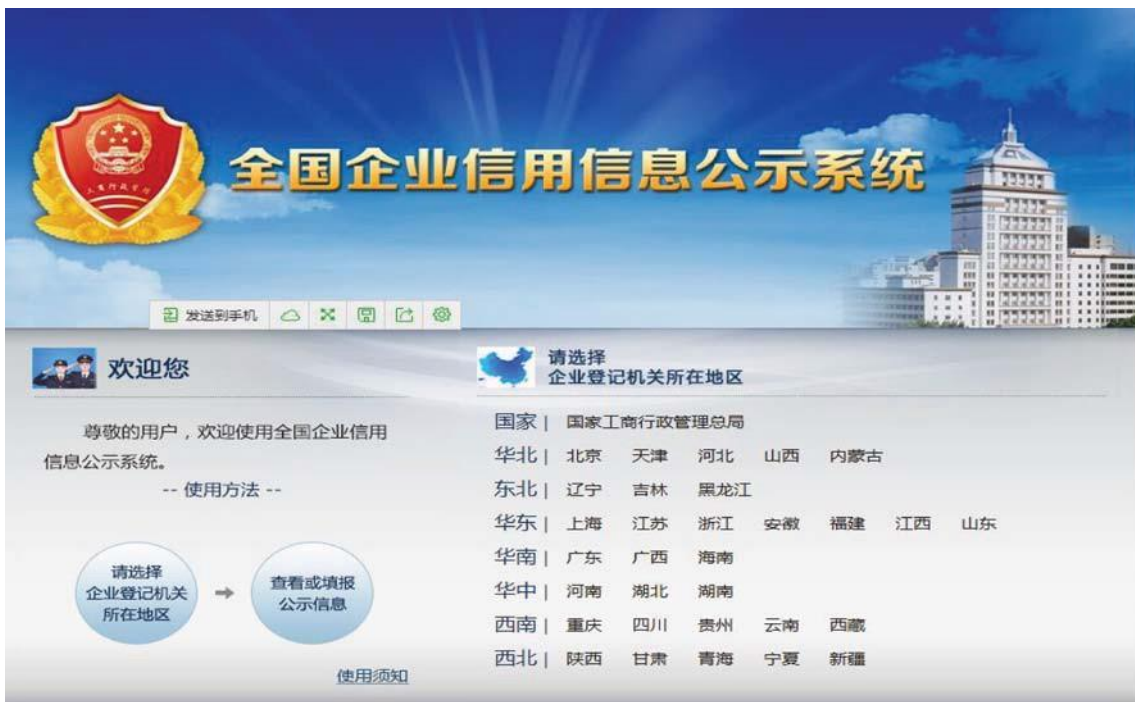 全国企业信用信息公示系统
工商行政管理
发送到手机
欢迎您
尊敬的用户，欢迎使用全国企业信用
信息公示系统。
-- 使用方法 --
请选择
企业登记机关
所在地区
查看或填报
公示信息
使用须知
请选择
企业登记机关所在地区
国家 | 国家工商行政管理总局
华北 | 北京 天津 河北 山西 内蒙古
东北 | 辽宁 吉林 黑龙江
华东 | 上海 江苏 浙江 安徽 福建 江西 山东
华南 | 广东 广西 海南
华中 | 河南 湖北 湖南
西南 | 重庆 四川 贵州 云南 西藏
西北 | 陕西 甘肃 青海 宁夏 新疆